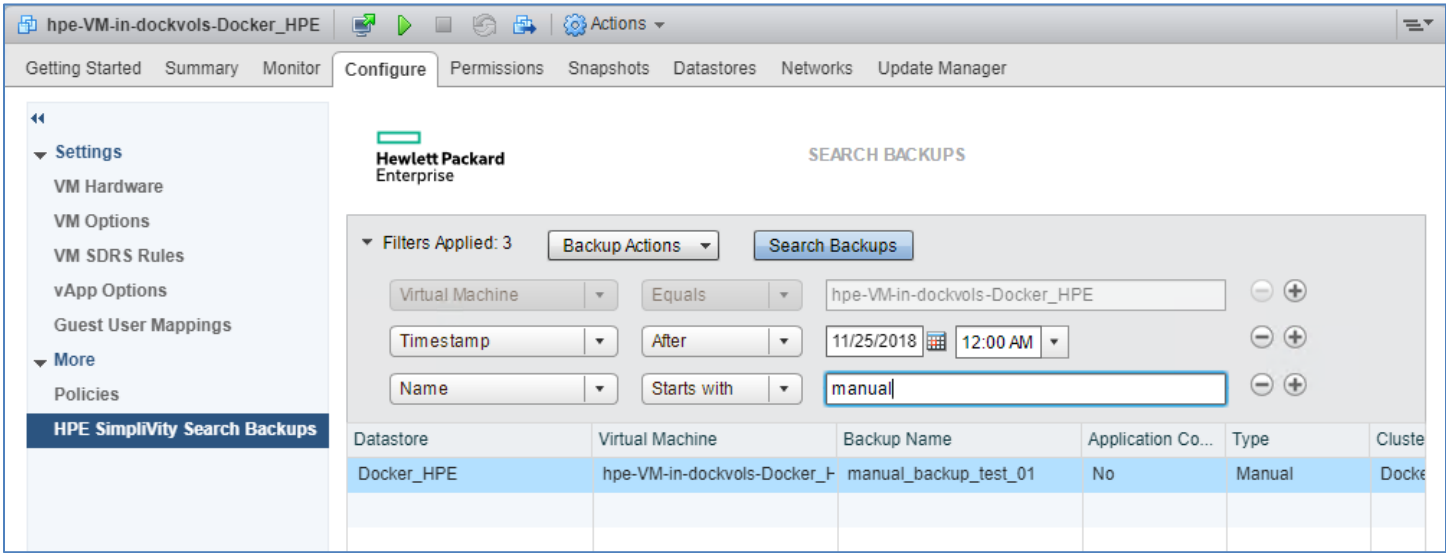 hpe-VM-in-dockvols-Docker_HPE Actions
Getting Started Summary Monitor Configure Permissions Snapshots Datastores Networks Update Manager
Settings
VM Hardware
VM Options
VM SDRS Rules
vApp Options
Guest User Mappings
More
Policies
HPE SimpliVity Search Backups
Hewlett Packard
Enterprise
SEARCH BACKUPS
Filters Applied: 3 Backup Actions Search Backups
Virtual Machine Equals hpe-VM-in-dockvols-Docker_HPE
Timestamp After 11/25/2018 12:00 AM
Name Starts with manual
Datastore Virtual Machine Backup Name Application Co... Type Cluste
Docker_HPE hpe-VM-in-dockvols-Docker_H manual_backup_test_01 No Manual Docke